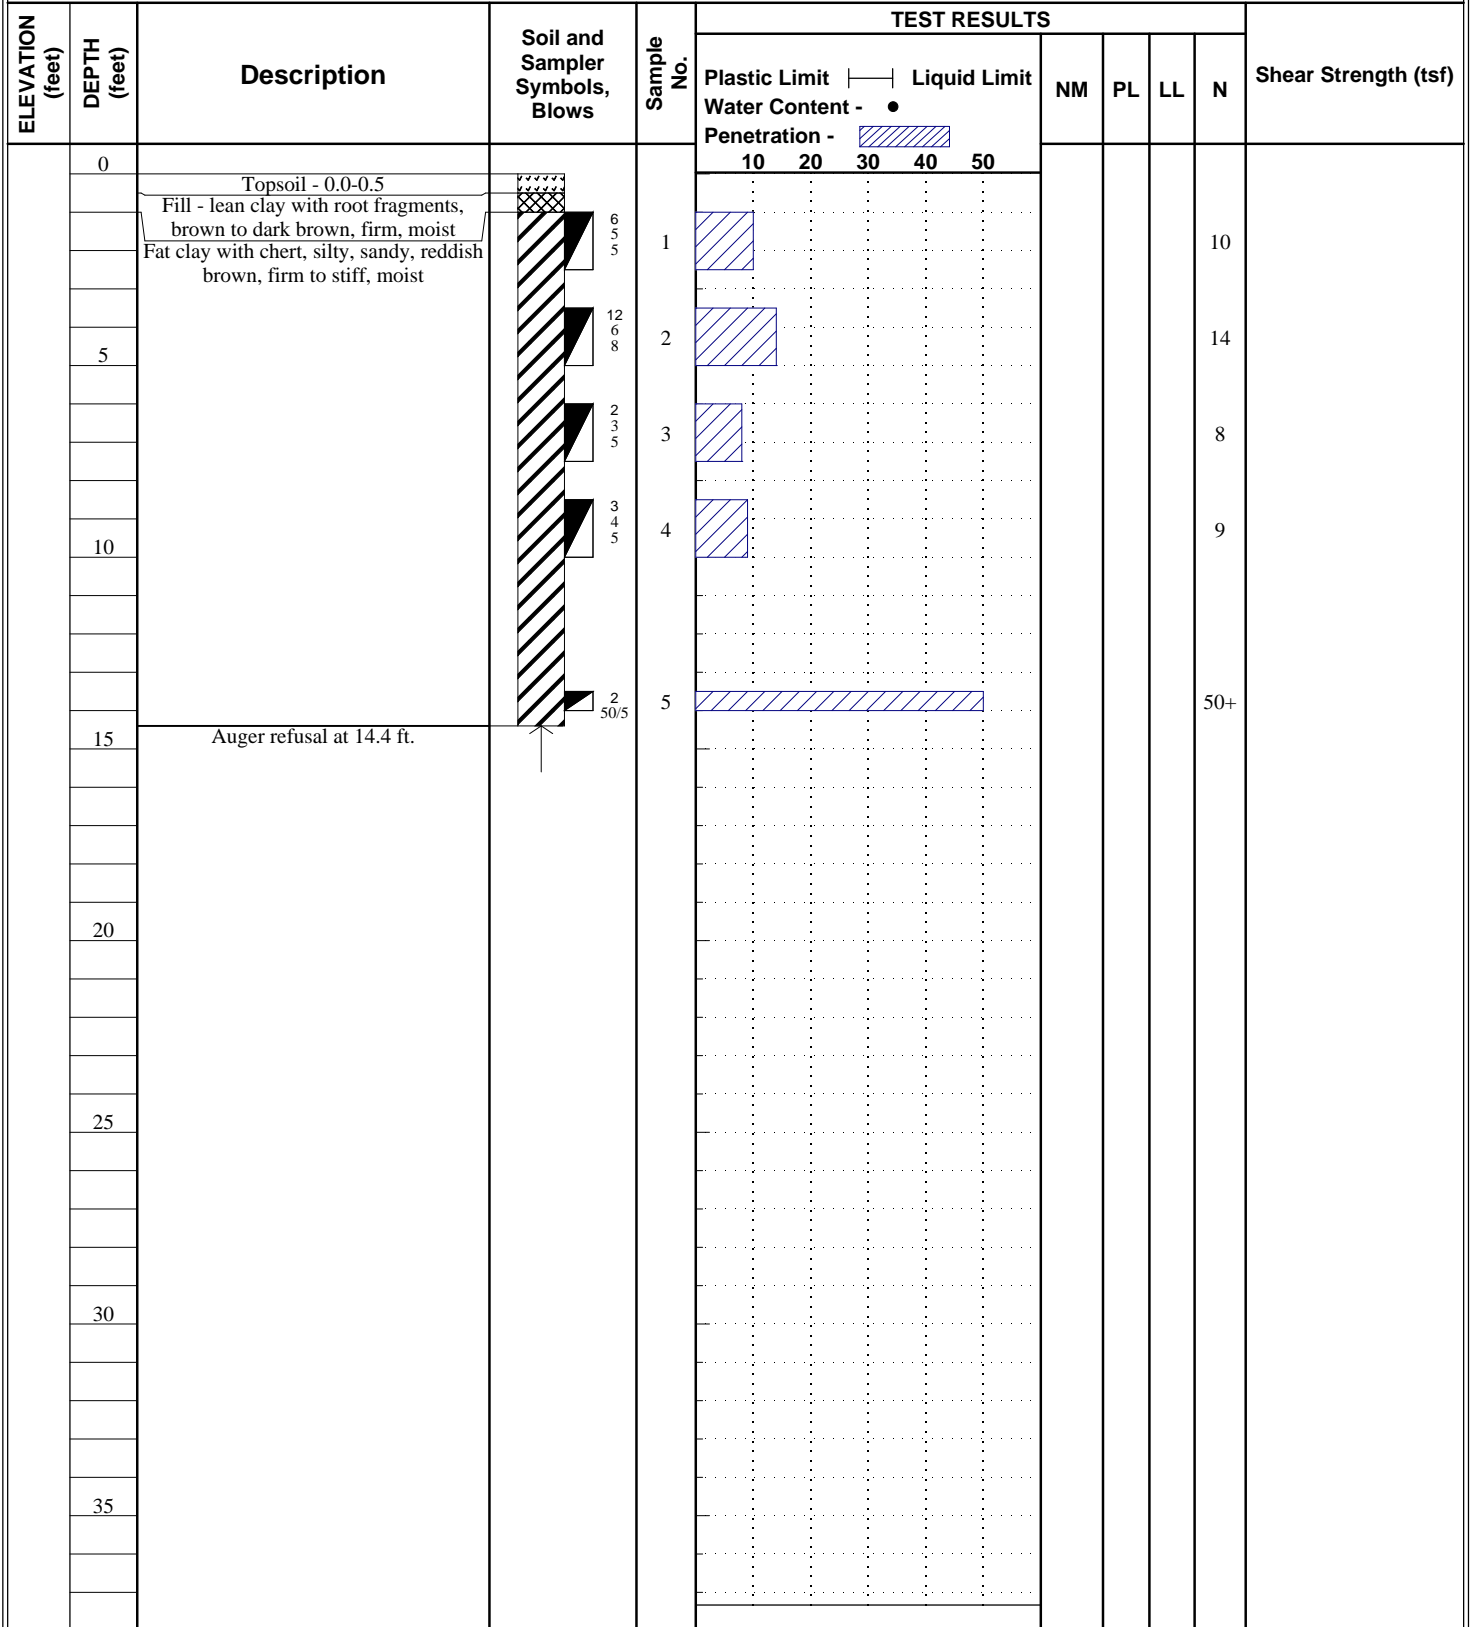 TEST RESULTS
ELEVATION
(feet)
DEPTH
(feet)
Description
Soil and
Sampler
Symbols,
Blows
Sample
No.
Plastic Limit
Liquid Limit
Water Content -
Penetration -
NM
PL
LL
N
Shear Strength (tsf)
10 20 30 40 50
0
Topsoil - 0.0-0.5
Fill - lean clay with root fragments,
brown to dark brown, firm, moist
Fat clay with chert, silty, sandy, reddish
brown, firm to stiff, moist
6
5
5
1
10
12
6
8
2
14
5
2
3
5
3
8
3
4
5
4
9
10
2
50/5
5
50+
Auger refusal at 14.4 ft.
15
20
25
30
35